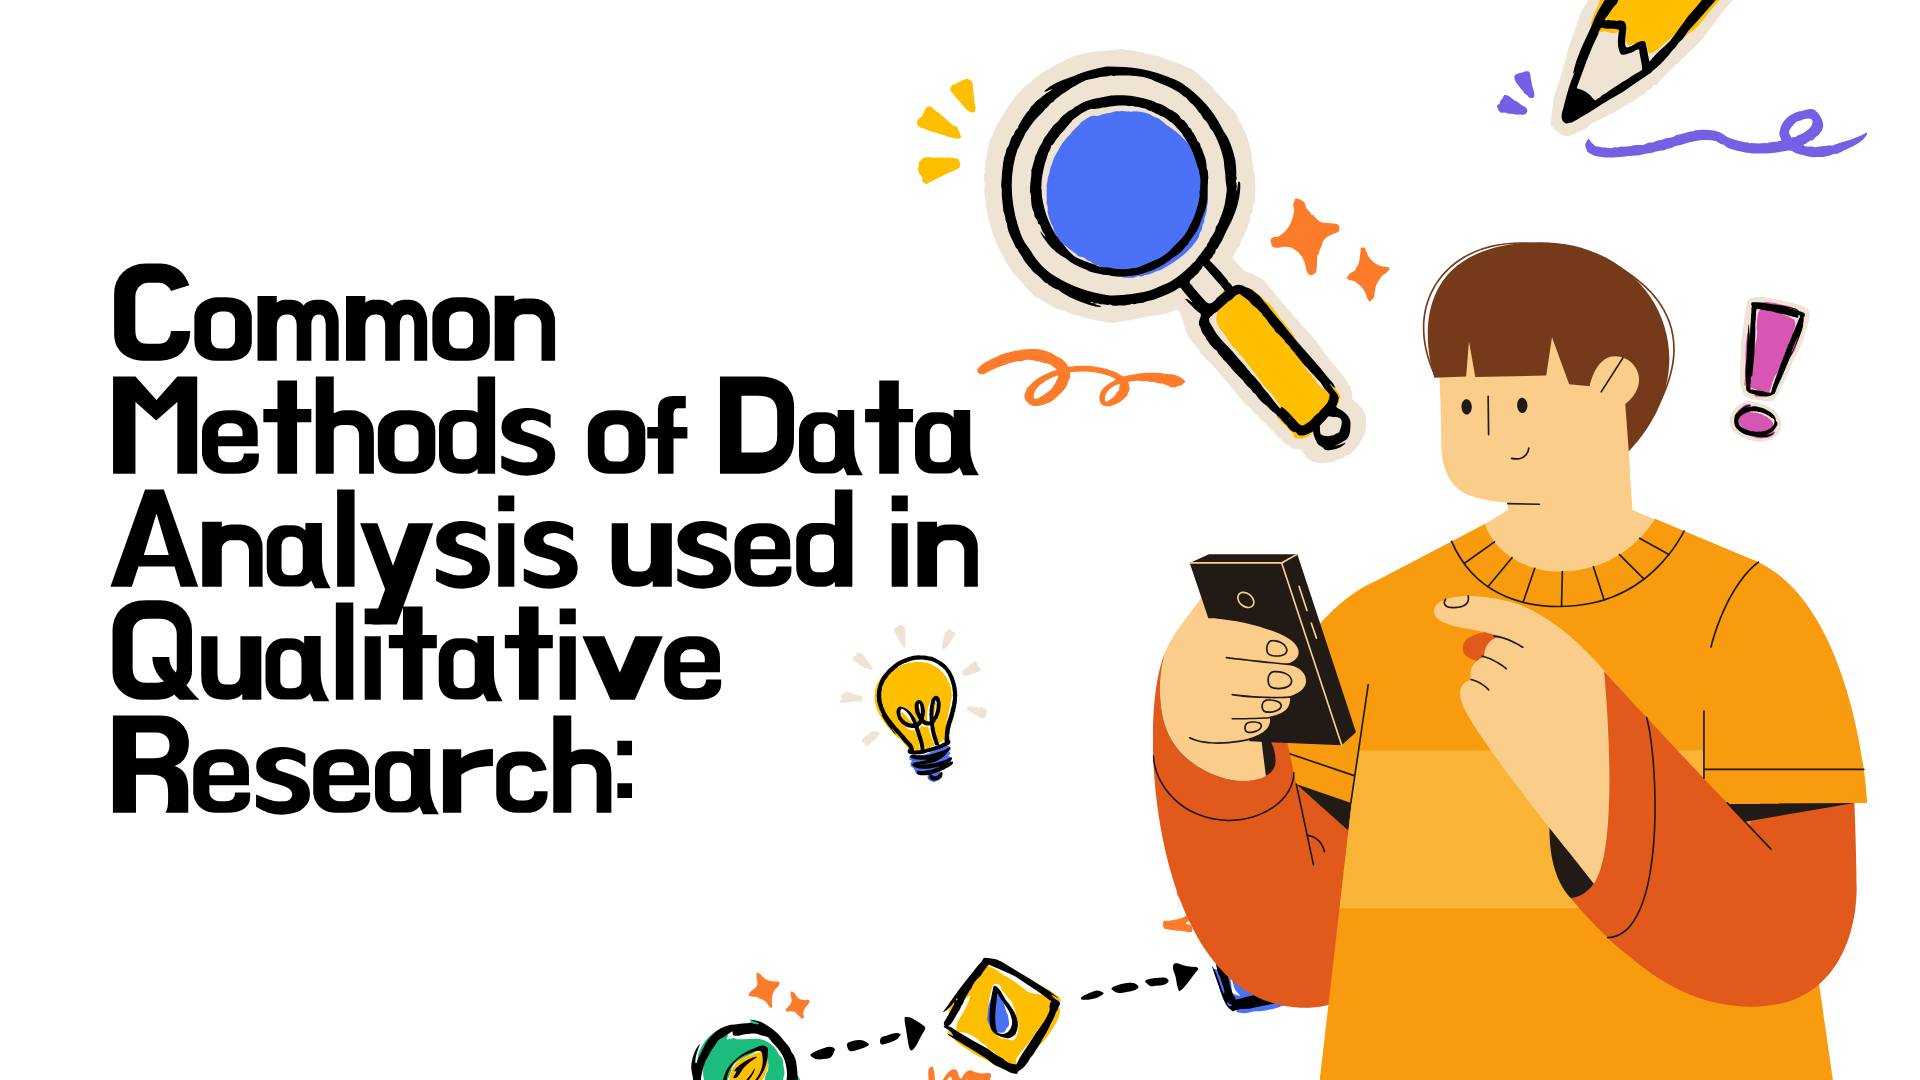 Common
Methods of Data
Analysis used in
Qualitative
Research: